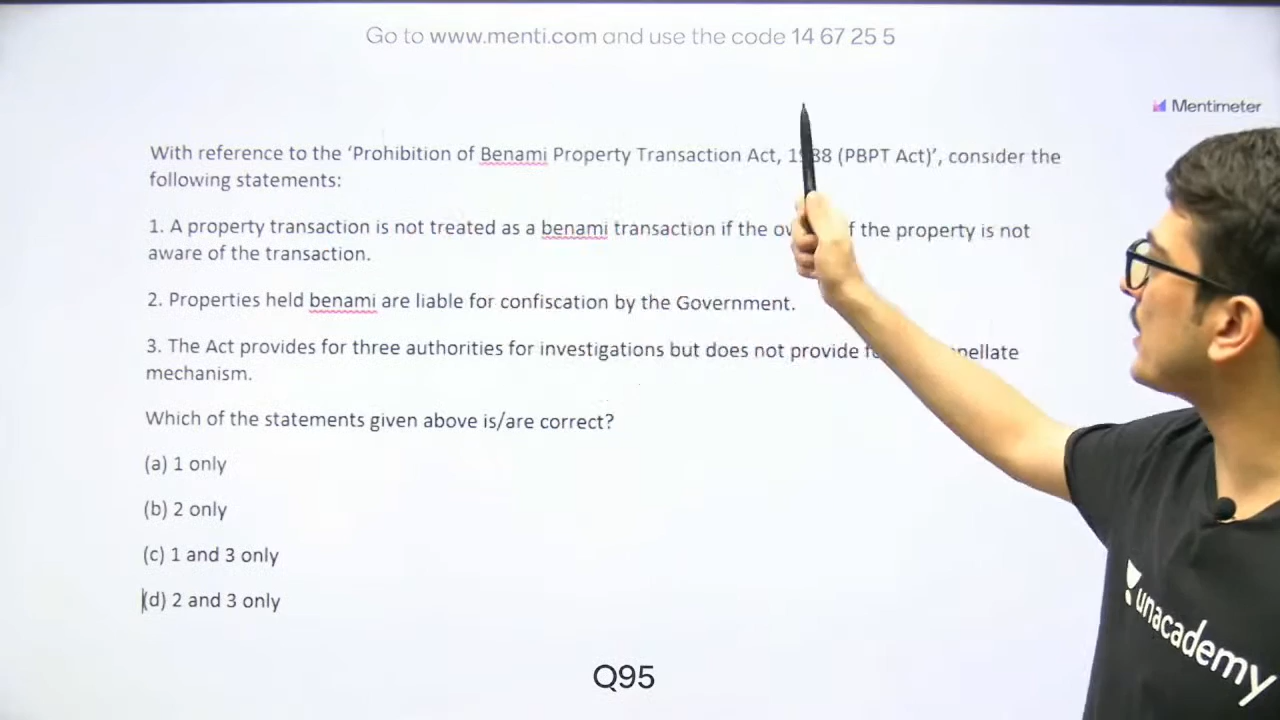 Go to www.menti.com and use the code 14 67 25 5
Mentimeter
With reference to the 'Prohibition of Benami Property Transaction Act, 1988 (PBPT Act)', consider the
following statements:
1. A property transaction is not treated as a benami transaction if the of the property is not
aware of the transaction.
2. Properties held benami are liable for confiscation by the Government.
3. The Act provides for three authorities for investigations but does not provide
mechanism.
Which of the statements given above is/are correct?
(a) 1 only
(b) 2 only
(c) 1 and 3 only
(d) 2 and 3 only
Q95
unacademy